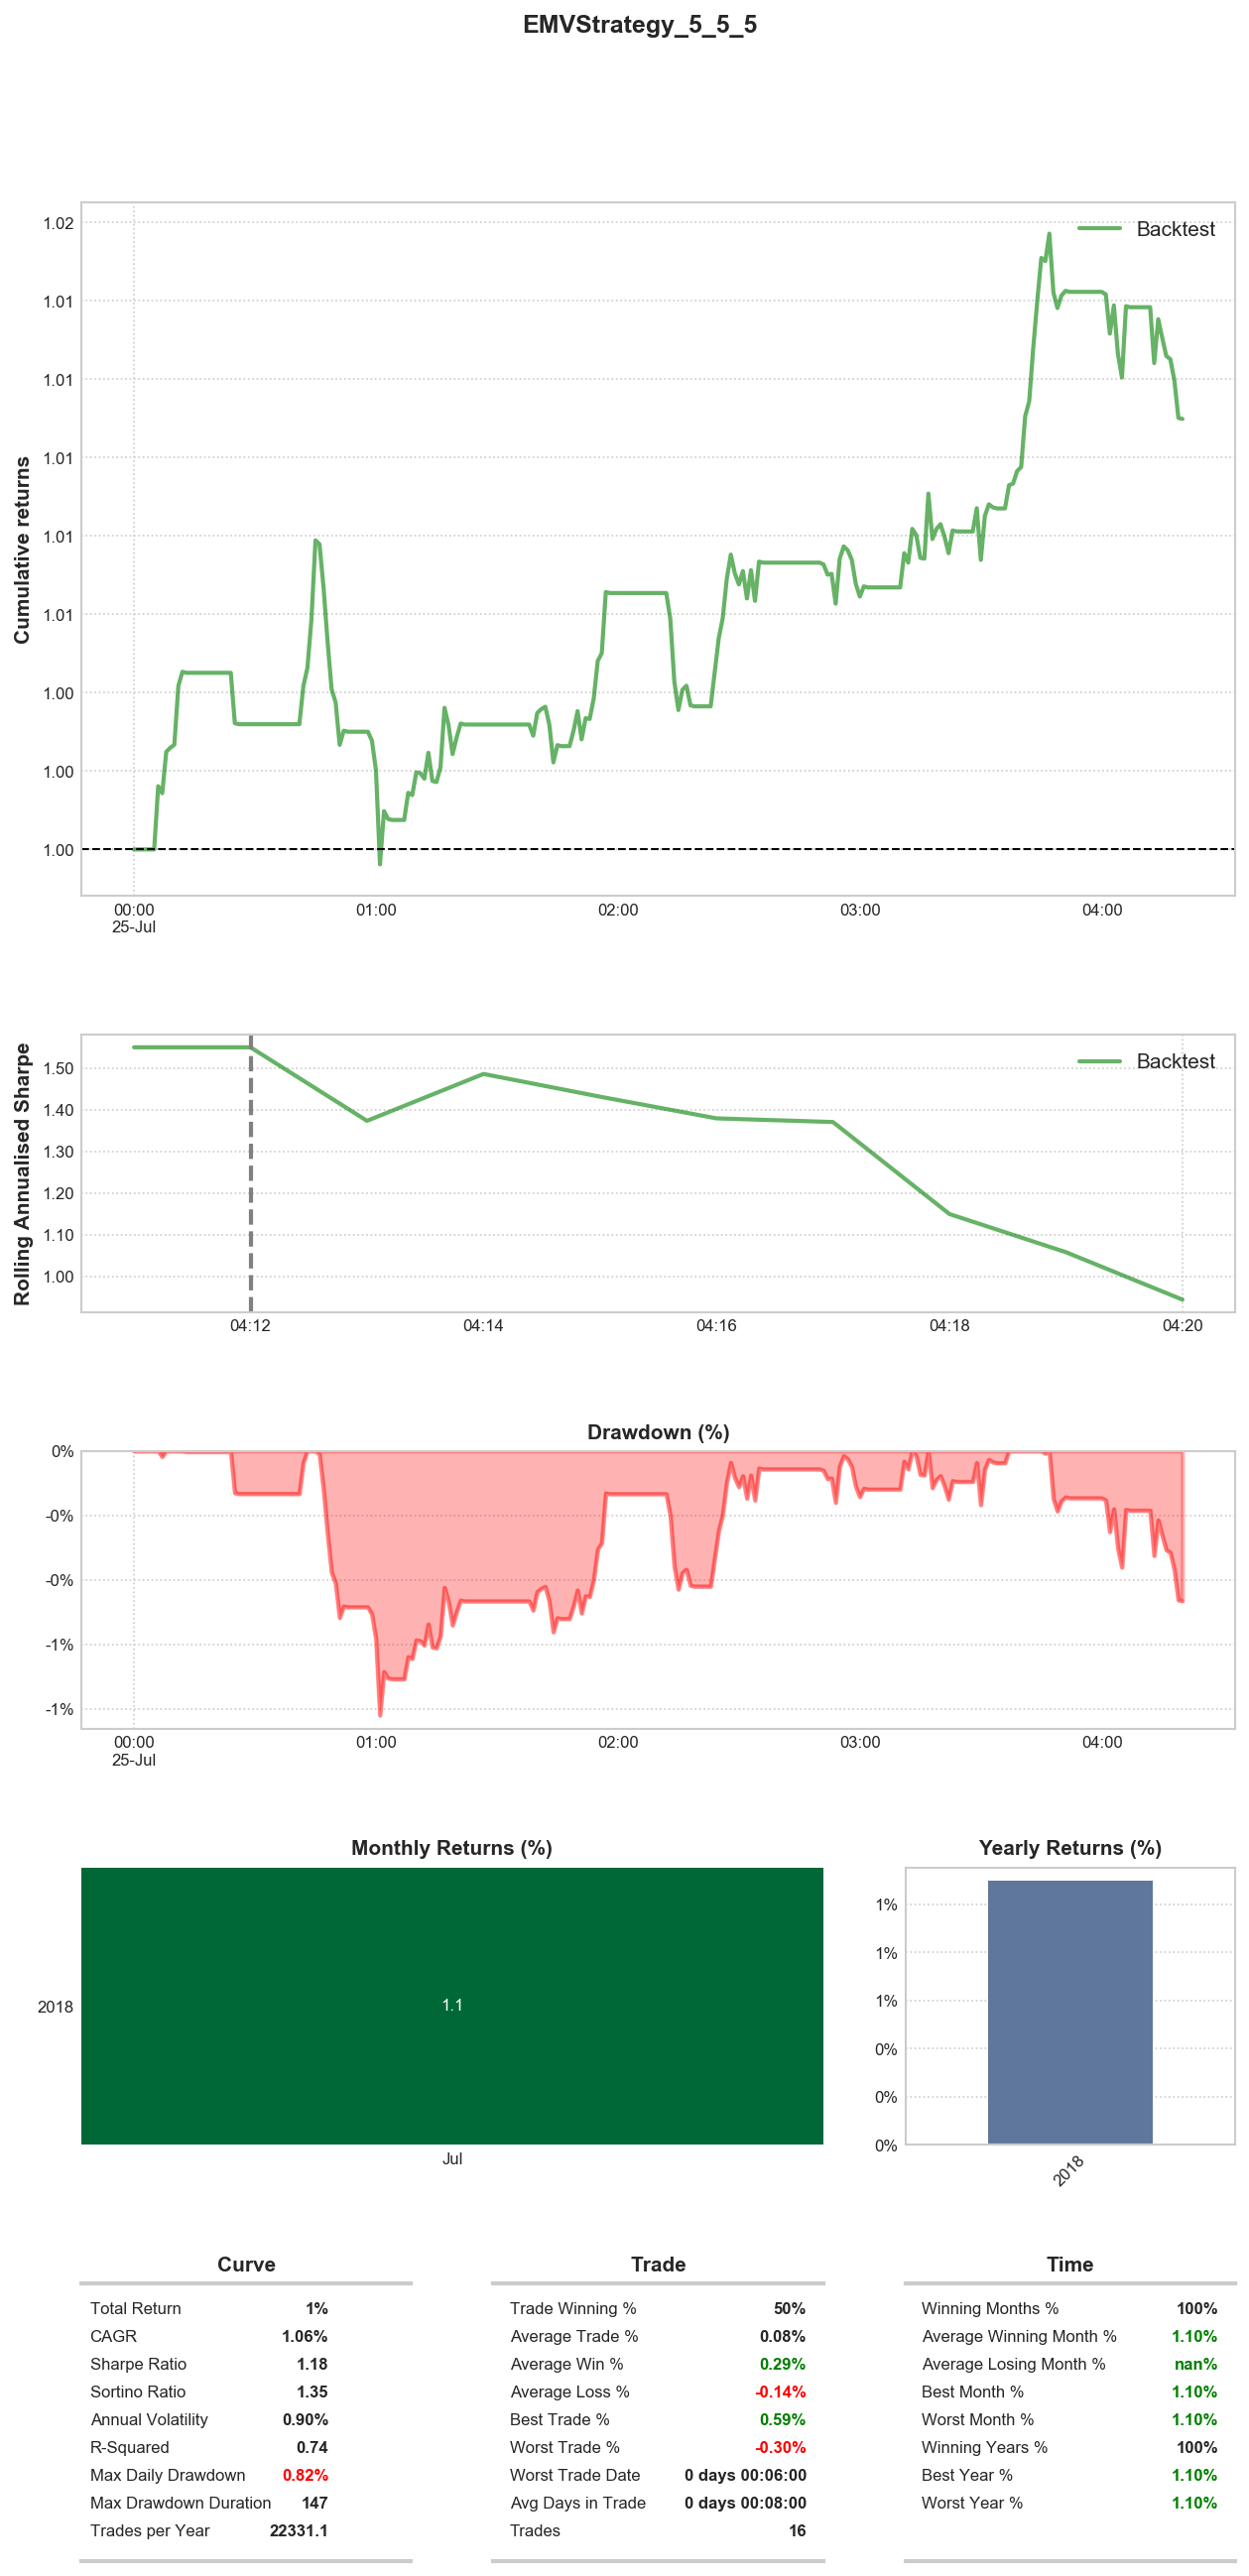 EMVStrategy_5_5_5
Cumulative returns
1.02
1.01
1.01
1.01
1.01
1.01
1.00
1.00
1.00
Backtest
00:00 01:00 02:00 03:00 04:00
25-Jul
Rolling Annualised Sharpe
1.50
1.40
1.30
1.20
1.10
1.00
Backtest
04:12 04:14 04:16 04:18 04:20
Drawdown (%)
0%
-0%
-0%
-1%
-1%
00:00 01:00 02:00 03:00 04:00
25-Jul
Monthly Returns (%)
2018
1.1
Jul
Yearly Returns (%)
1%
1%
1%
0%
0%
0%
2018
Curve
Total Return 1%
CAGR 1.06%
Sharpe Ratio 1.18
Sortino Ratio 1.35
Annual Volatility 0.90%
R-Squared 0.74
Max Daily Drawdown 0.82%
Max Drawdown Duration 147
Trades per Year 22331.1
Trade
Trade Winning % 50%
Average Trade % 0.08%
Average Win % 0.29%
Average Loss % -0.14%
Best Trade % 0.59%
Worst Trade % -0.30%
Worst Trade Date 0 days 00:06:00
Avg Days in Trade 0 days 00:08:00
Trades 16
Time
Winning Months % 100%
Average Winning Month % 1.10%
Average Losing Month % nan%
Best Month % 1.10%
Worst Month % 1.10%
Winning Years % 100%
Best Year % 1.10%
Worst Year % 1.10%